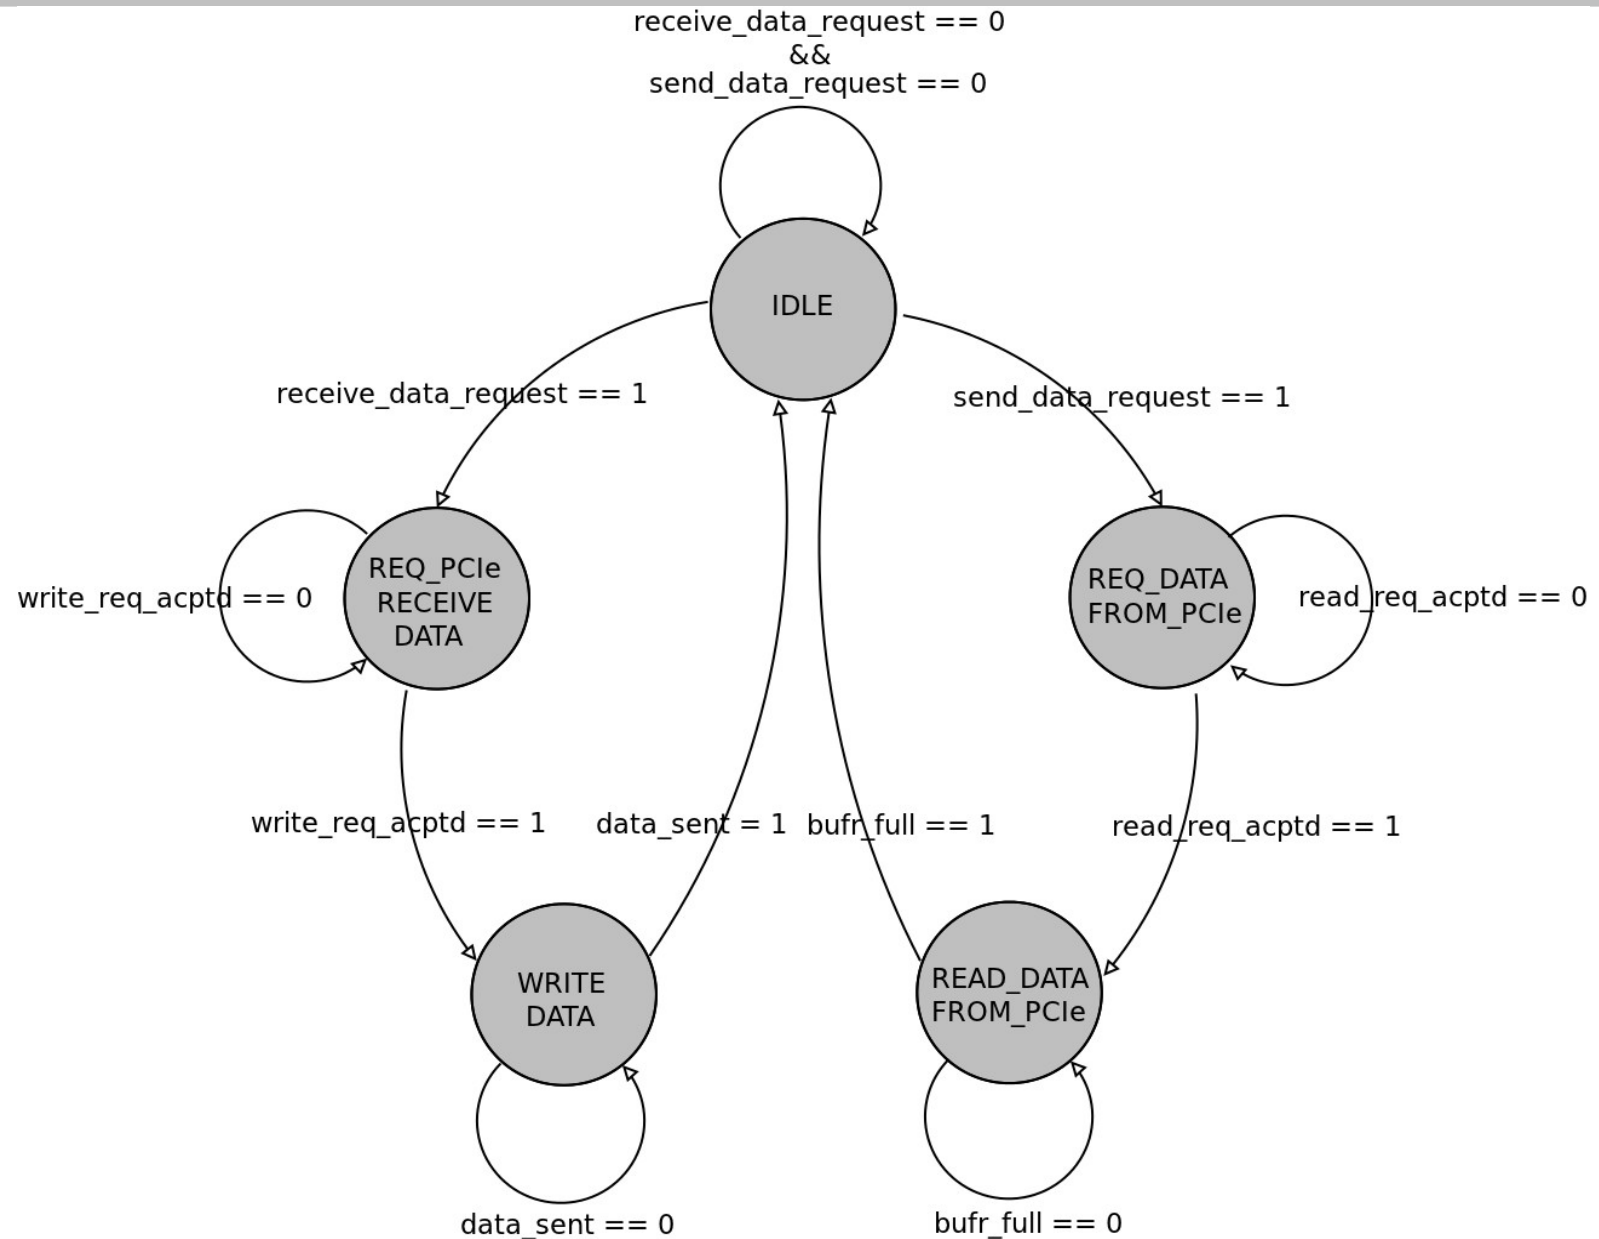 receive_data_request == 0
&&
send_data_request == 0
IDLE
receive_data_request == 1
send_data_request == 1
REQ_PCIe
RECEIVE
DATA
write_req_acptd == 0
REQ_DATA
FROM_PCIe
read_req_acptd == 0
write_req_acptd == 1
data_sent = 1
bufr_full == 1
read_req_acptd == 1
WRITE
DATA
READ_DATA
FROM_PCIe
data_sent == 0
bufr_full == 0